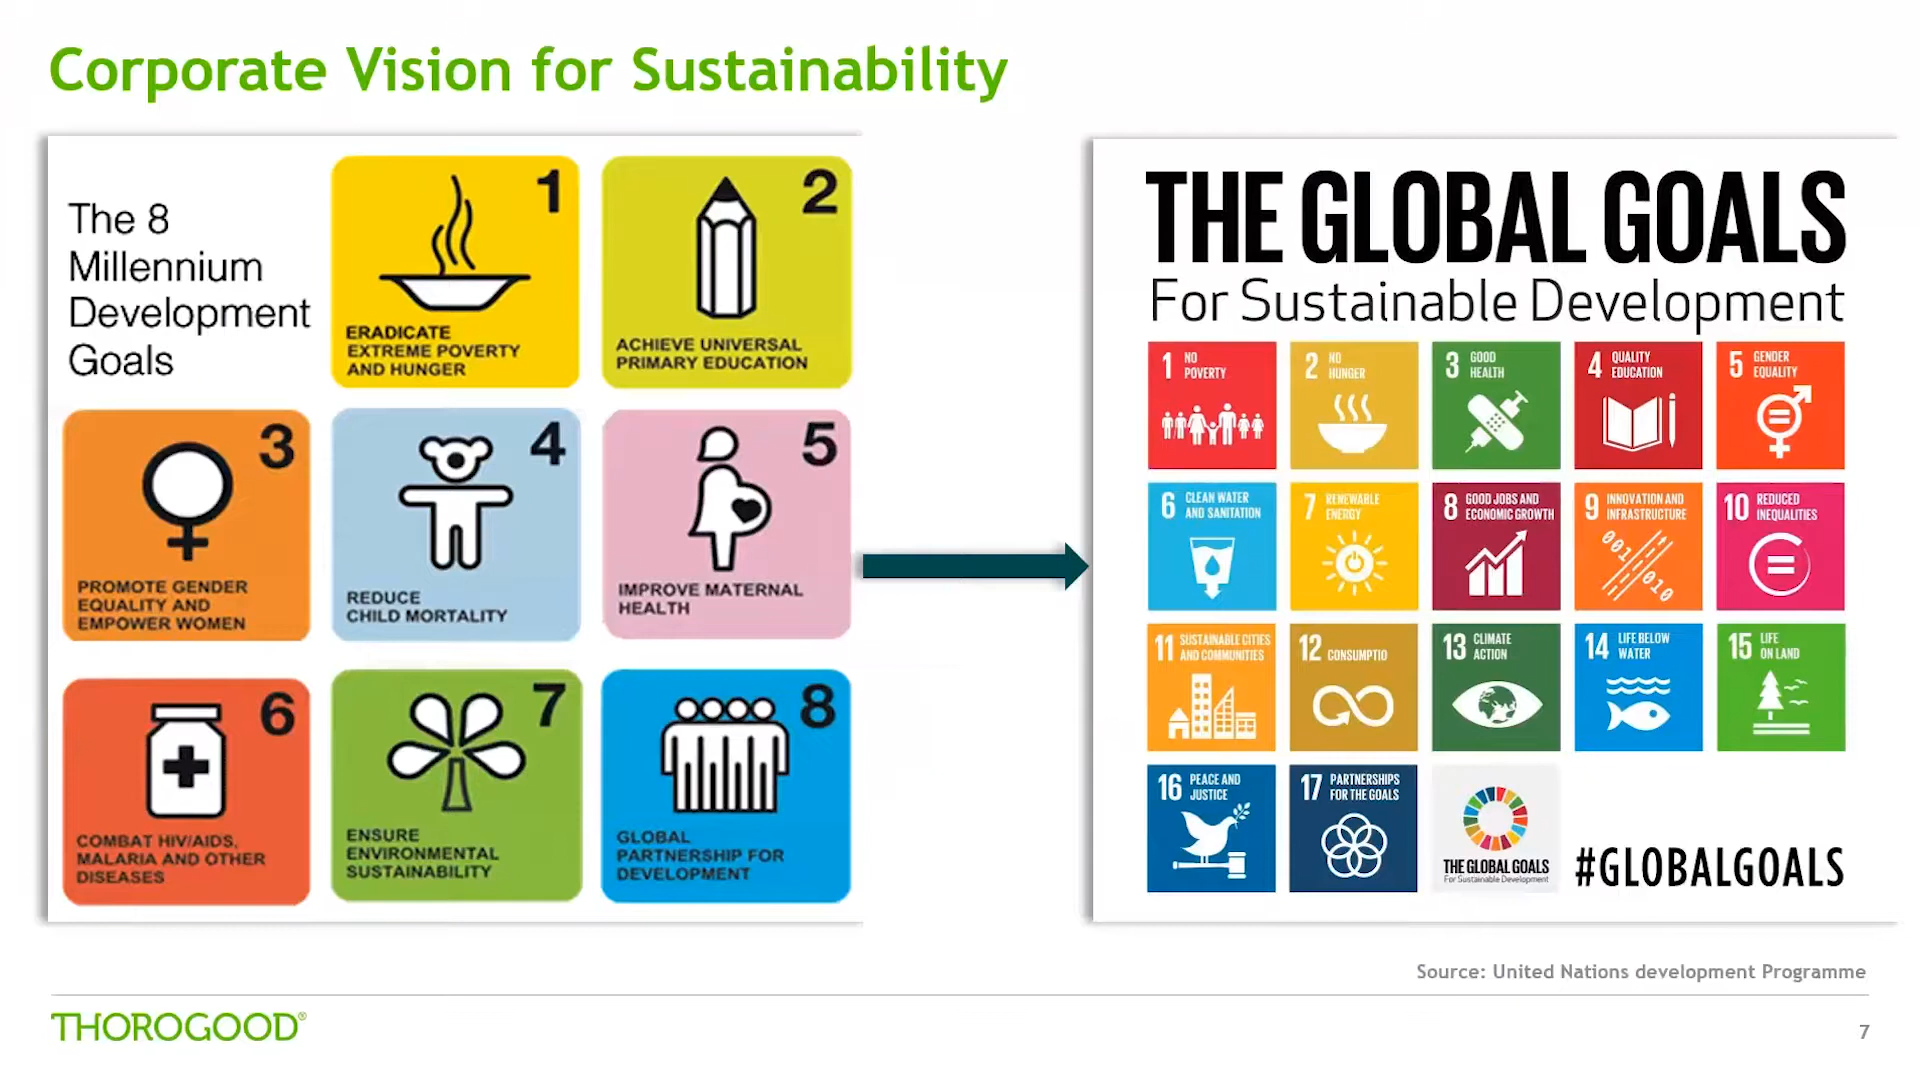 Corporate Vision for Sustainability
The 8
Millennium
Development
Goals
1
ERADICATE
EXTREME POVERTY
AND HUNGER
2
ACHIEVE UNIVERSAL
PRIMARY EDUCATION
3
PROMOTE GENDER
EQUALITY AND
EMPOWER WOMEN
4
REDUCE
CHILD MORTALITY
5
IMPROVE MATERNAL
HEALTH
6
COMBAT HIV/AIDS,
MALARIA AND OTHER
DISEASES
7
ENSURE
ENVIRONMENTAL
SUSTAINABILITY
8
GLOBAL
PARTNERSHIP FOR
DEVELOPMENT
THE GLOBAL GOALS
For Sustainable Development
1 NO
POVERTY
2 NO
HUNGER
3 GOOD
HEALTH
4 QUALITY
EDUCATION
5 GENDER
EQUALITY
6 CLEAN WATER
AND SANITATION
7 RENEWABLE
ENERGY
8 GOOD JOBS AND
ECONOMIC GROWTH
9 INNOVATION AND
INFRASTRUCTURE
001
010
10 REDUCED
INEQUALITIES
11 SUSTAINABLE CITIES
AND COMMUNITIES
12 CONSUMPTIO
13 CLIMATE
ACTION
14 LIFE BELOW
WATER
15 LIFE
ON LAND
16 PEACE AND
JUSTICE
17 PARTNERSHIPS
FOR THE GOALS
THE GLOBAL GOALS
For Sustainable Development
#GLOBALGOALS
Source: United Nations development Programme
THOROGOOD®
7